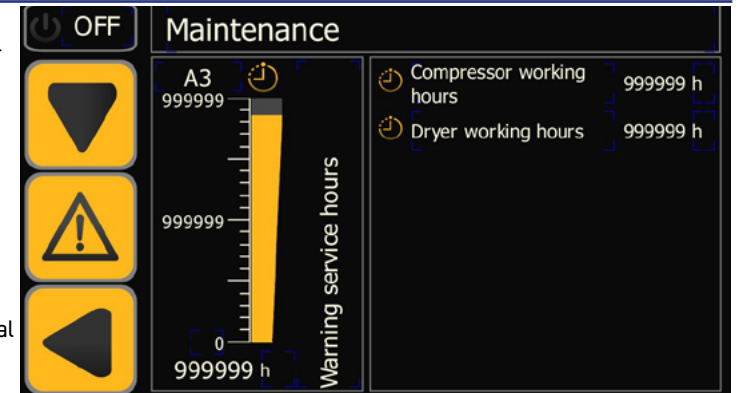 OFF
Maintenance
A3
999999
999999
0
999999 h
Warning service hours
Compressor working
hours
999999 h
Dryer working hours
999999 h
al